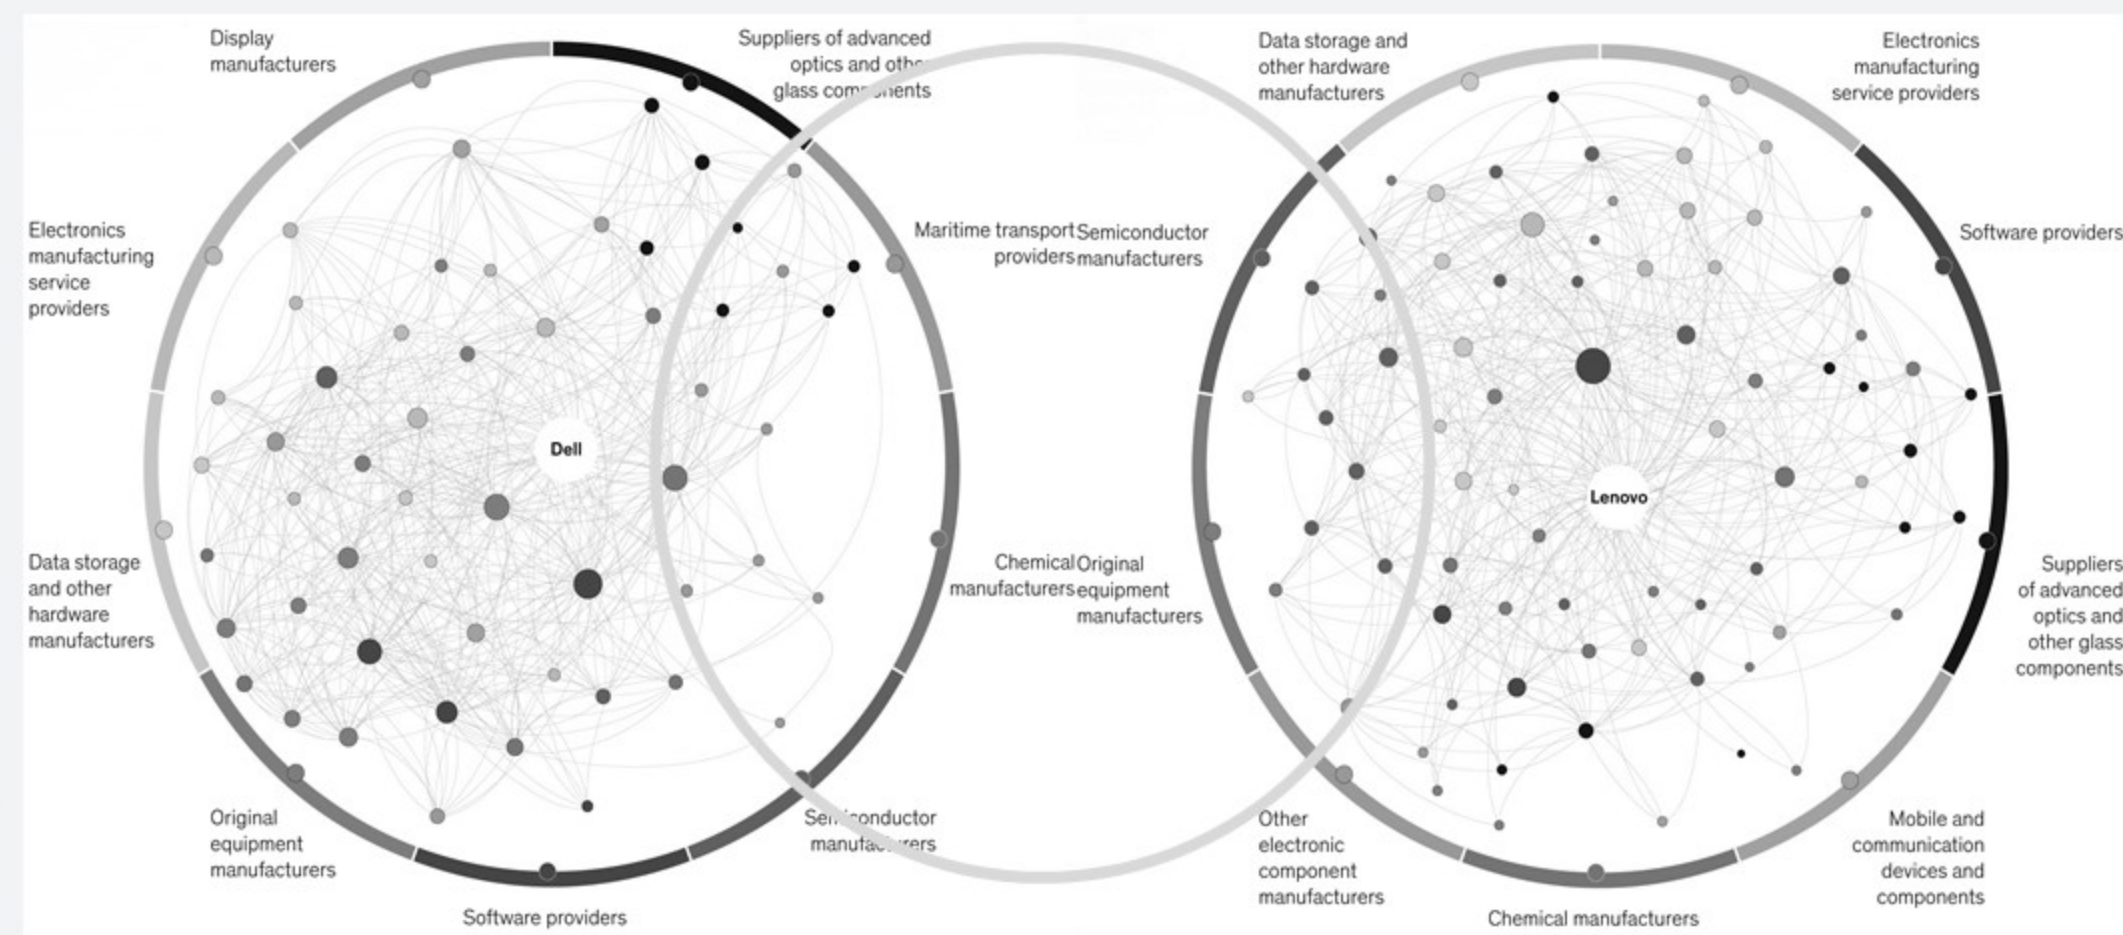 Display
manufacturers
Suppliers of advanced
optics and other
glass components
Data storage and
other hardware
manufacturers
Electronics
manufacturing
service providers
Electronics
manufacturing
service
providers
Maritime transport
providers
Semiconductor
manufacturers
Software providers
Dell
Lenovo
Data storage
and other
hardware
manufacturers
Chemical
manufacturers
Original
equipment
manufacturers
Suppliers
of advanced
optics and
other glass
components
Original
equipment
manufacturers
Semiconductor
manufacturers
Other
electronic
component
manufacturers
Mobile and
communication
devices and
components
Software providers
Chemical manufacturers